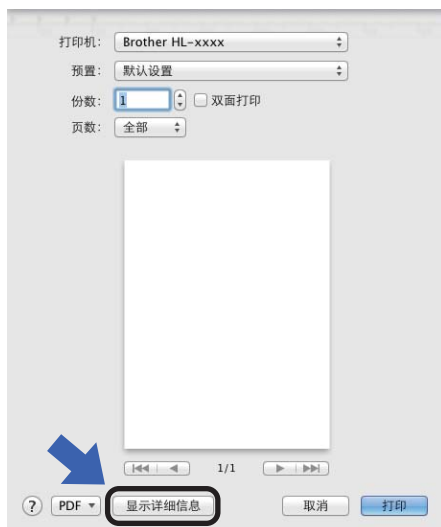 打印机: Brother HL-xxxx
预置: 默认设置
份数: 1 双面打印
页数: 全部
1/1
? PDF 显示详细信息 取消 打印